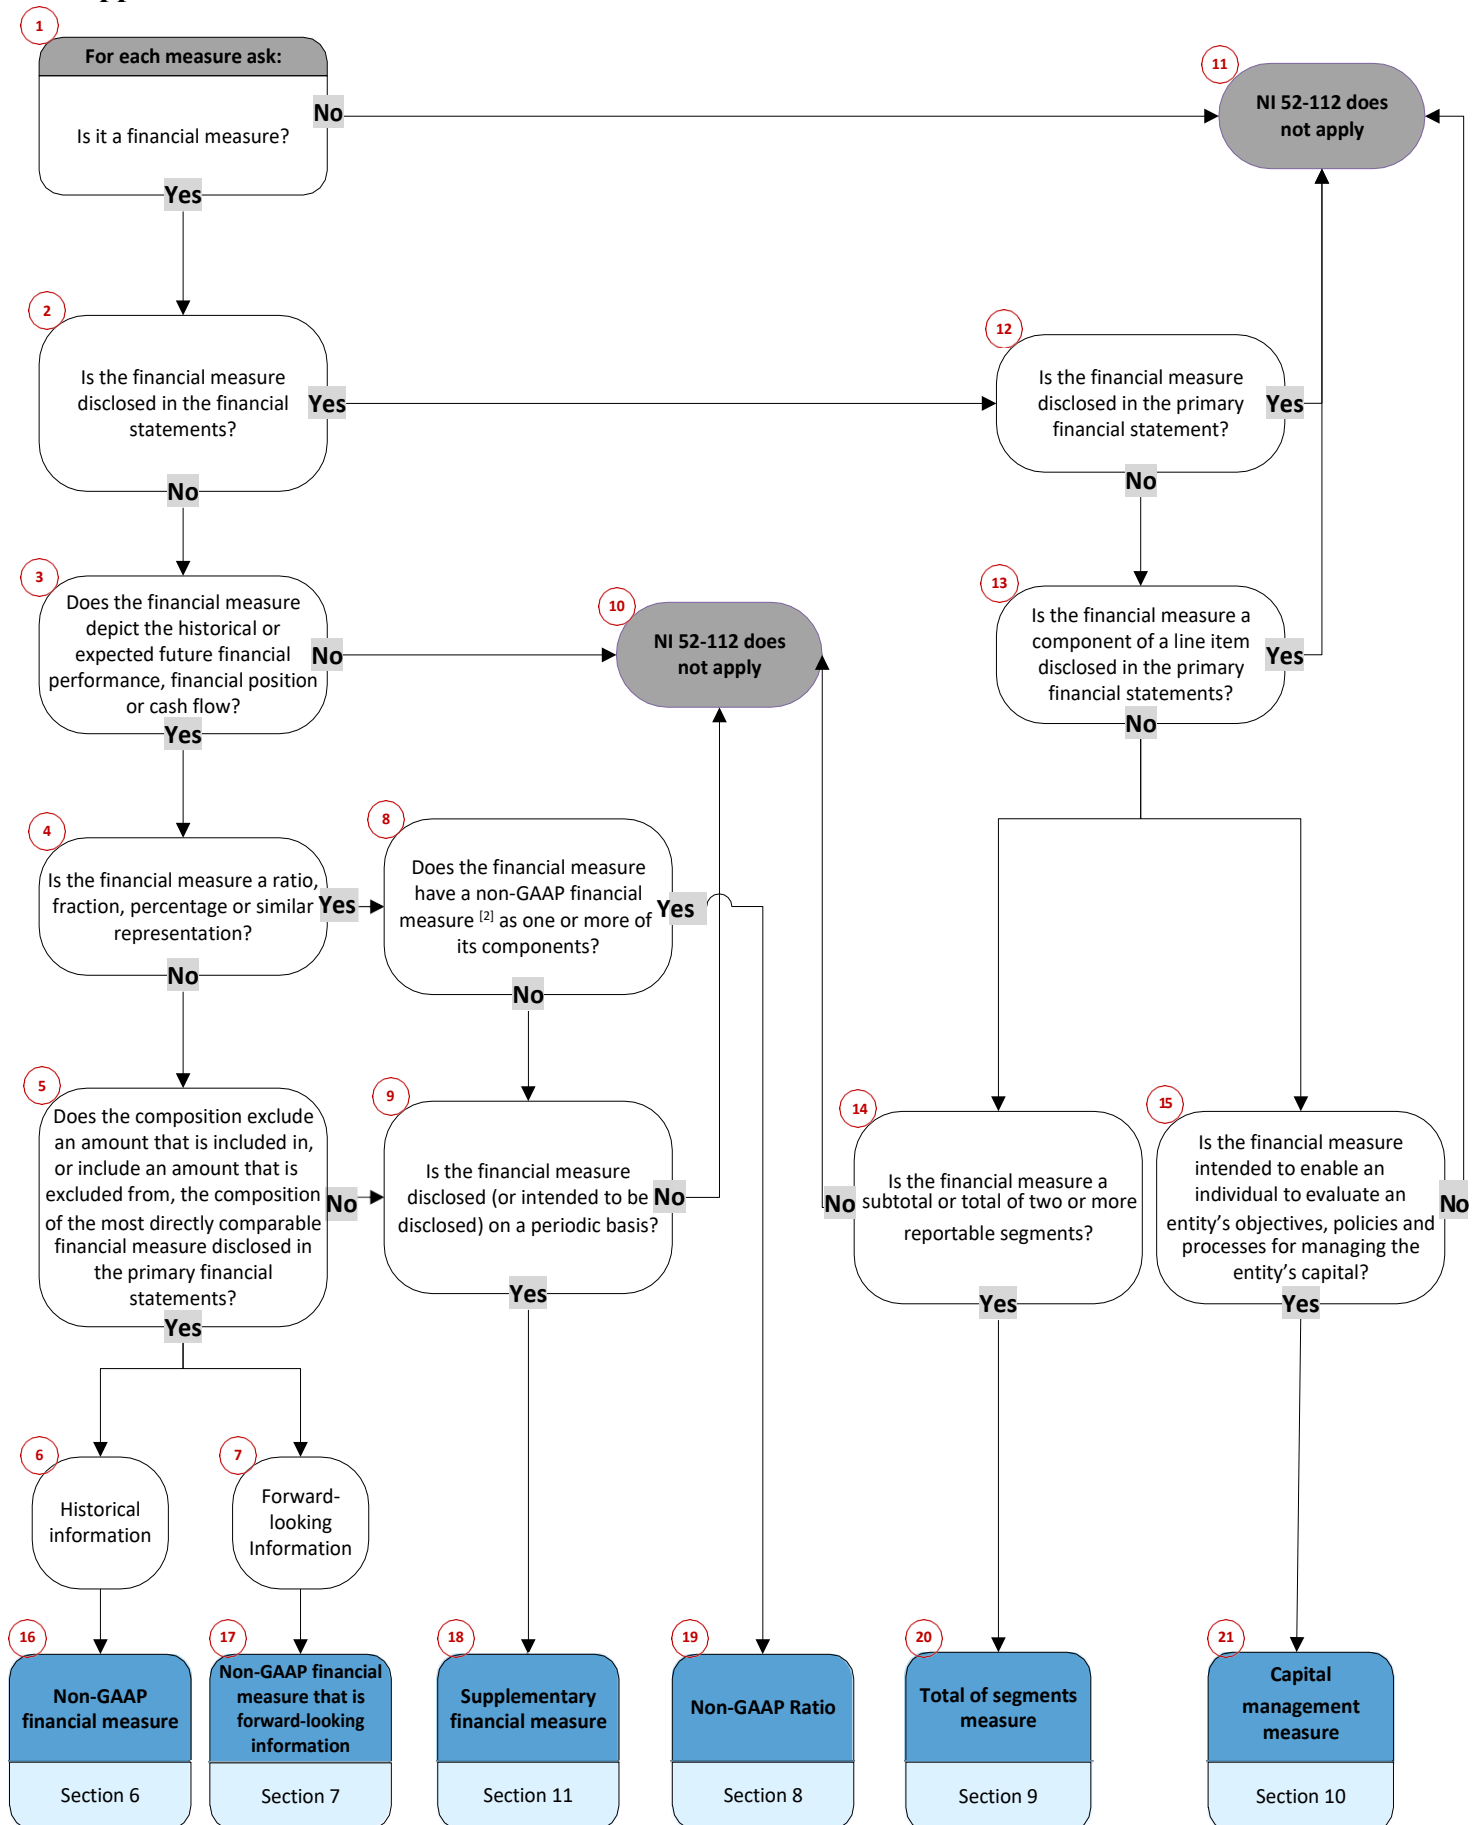 1
For each measure ask:
Is it a financial measure?
No
Yes
11
NI 52-112 does
not apply
2
Is the financial measure
disclosed in the financial
statements?
Yes
No
12
Is the financial measure
disclosed in the primary
financial statement?
Yes
No
3
Does the financial measure
depict the historical or
expected future financial
performance, financial position
or cash flow?
No
Yes
10
NI 52-112 does
not apply
13
Is the financial measure a
component of a line item
disclosed in the primary
financial statements?
Yes
No
4
Is the financial measure a ratio,
fraction, percentage or similar
representation?
Yes
No
8
Does the financial measure
have a non-GAAP financial
measure [2] as one or more of
its components?
Yes
No
5
Does the composition exclude
an amount that is included in,
or include an amount that is
excluded from, the composition
of the most directly comparable
financial measure disclosed in
the primary financial
statements?
No
Yes
9
Is the financial measure
disclosed (or intended to be
disclosed) on a periodic basis?
No
Yes
14
Is the financial measure a
subtotal or total of two or more
reportable segments?
No
Yes
15
Is the financial measure
intended to enable an
individual to evaluate an
entity’s objectives, policies and
processes for managing the
entity’s capital?
No
Yes
6
Historical
information
7
Forward-
looking
Information
16
Non-GAAP
financial measure
Section 6
17
Non-GAAP financial
measure that is
forward-looking
information
Section 7
18
Supplementary
financial measure
Section 11
19
Non-GAAP Ratio
Section 8
20
Total of segments
measure
Section 9
21
Capital
management
measure
Section 10